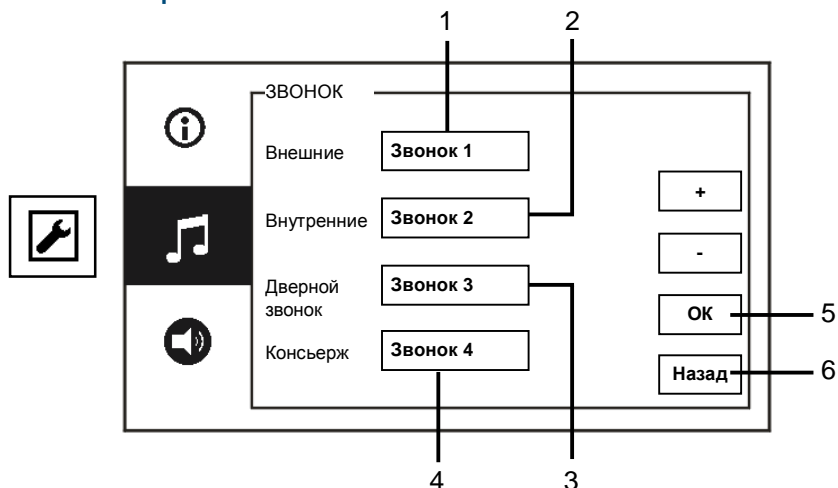 1
2
ЗВОНОК
Внешние
Звонок 1
+
Внутренние
Звонок 2
-
Дверной
звонок
Звонок 3
ОК
5
Консьерж
Звонок 4
Назад
6
4
3